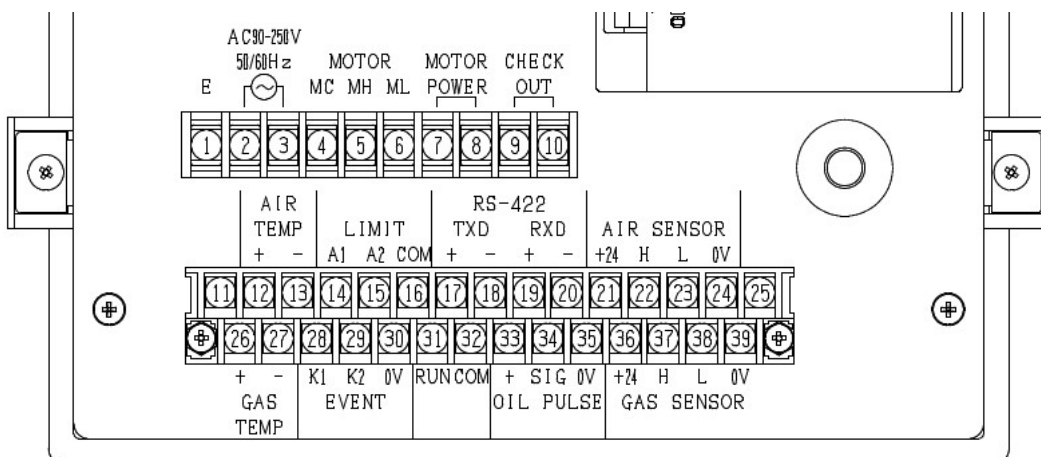 AC90-250V
50/60Hz MOTOR MOTOR CHECK
E MC MH ML POWER OUT
1 2 3 4 5 6 7 8 9 10
AIR RS-422
TEMP LIMIT TXD RXD AIR SENSOR
+ - A1 A2 COM + - + - +24 H L 0V
11 12 13 14 15 16 17 18 19 20 21 22 23 24 25
26 27 28 29 30 31 32 33 34 35 36 37 38 39
+ - K1 K2 0V RUN COM + SIG 0V +24 H L 0V
GAS EVENT OIL PULSE GAS SENSOR
TEMP